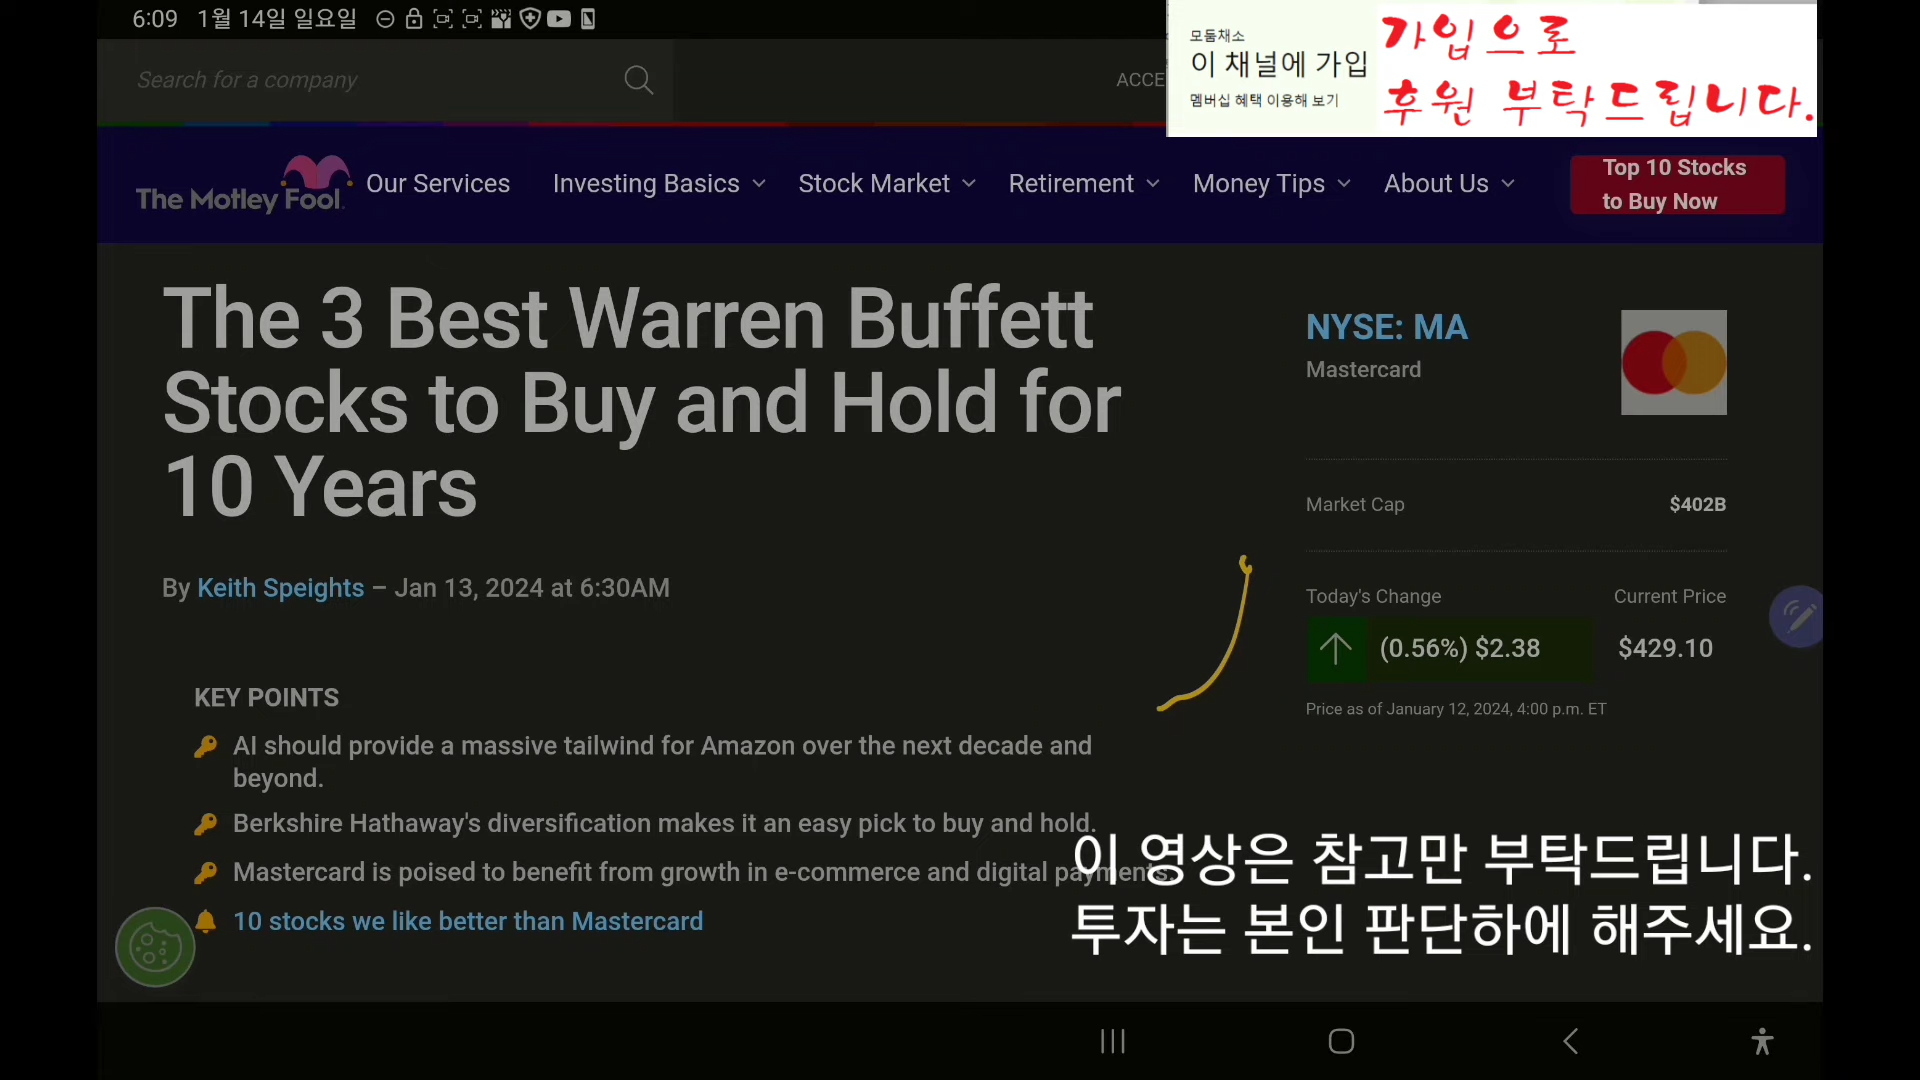 6:09 1월 14일 일요일
모둠채소
이 채널에 가입
멤버십 혜택 이용해 보기
가입으로
후원 부탁드립니다.
Search for a company
ACCE
The Motley Fool.
Our Services
Investing Basics
Stock Market
Retirement
Money Tips
About Us
Top 10 Stocks
to Buy Now
The 3 Best Warren Buffett
Stocks to Buy and Hold for
10 Years
By Keith Speights – Jan 13, 2024 at 6:30AM
KEY POINTS
AI should provide a massive tailwind for Amazon over the next decade and
beyond.
Berkshire Hathaway's diversification makes it an easy pick to buy and hold.
Mastercard is poised to benefit from growth in e-commerce and digital payments.
10 stocks we like better than Mastercard
NYSE: MA
Mastercard
Market Cap $402B
Today's Change Current Price
(0.56%) $2.38 $429.10
Price as of January 12, 2024, 4:00 p.m. ET
이 영상은 참고만 부탁드립니다.
투자는 본인 판단하에 해주세요.